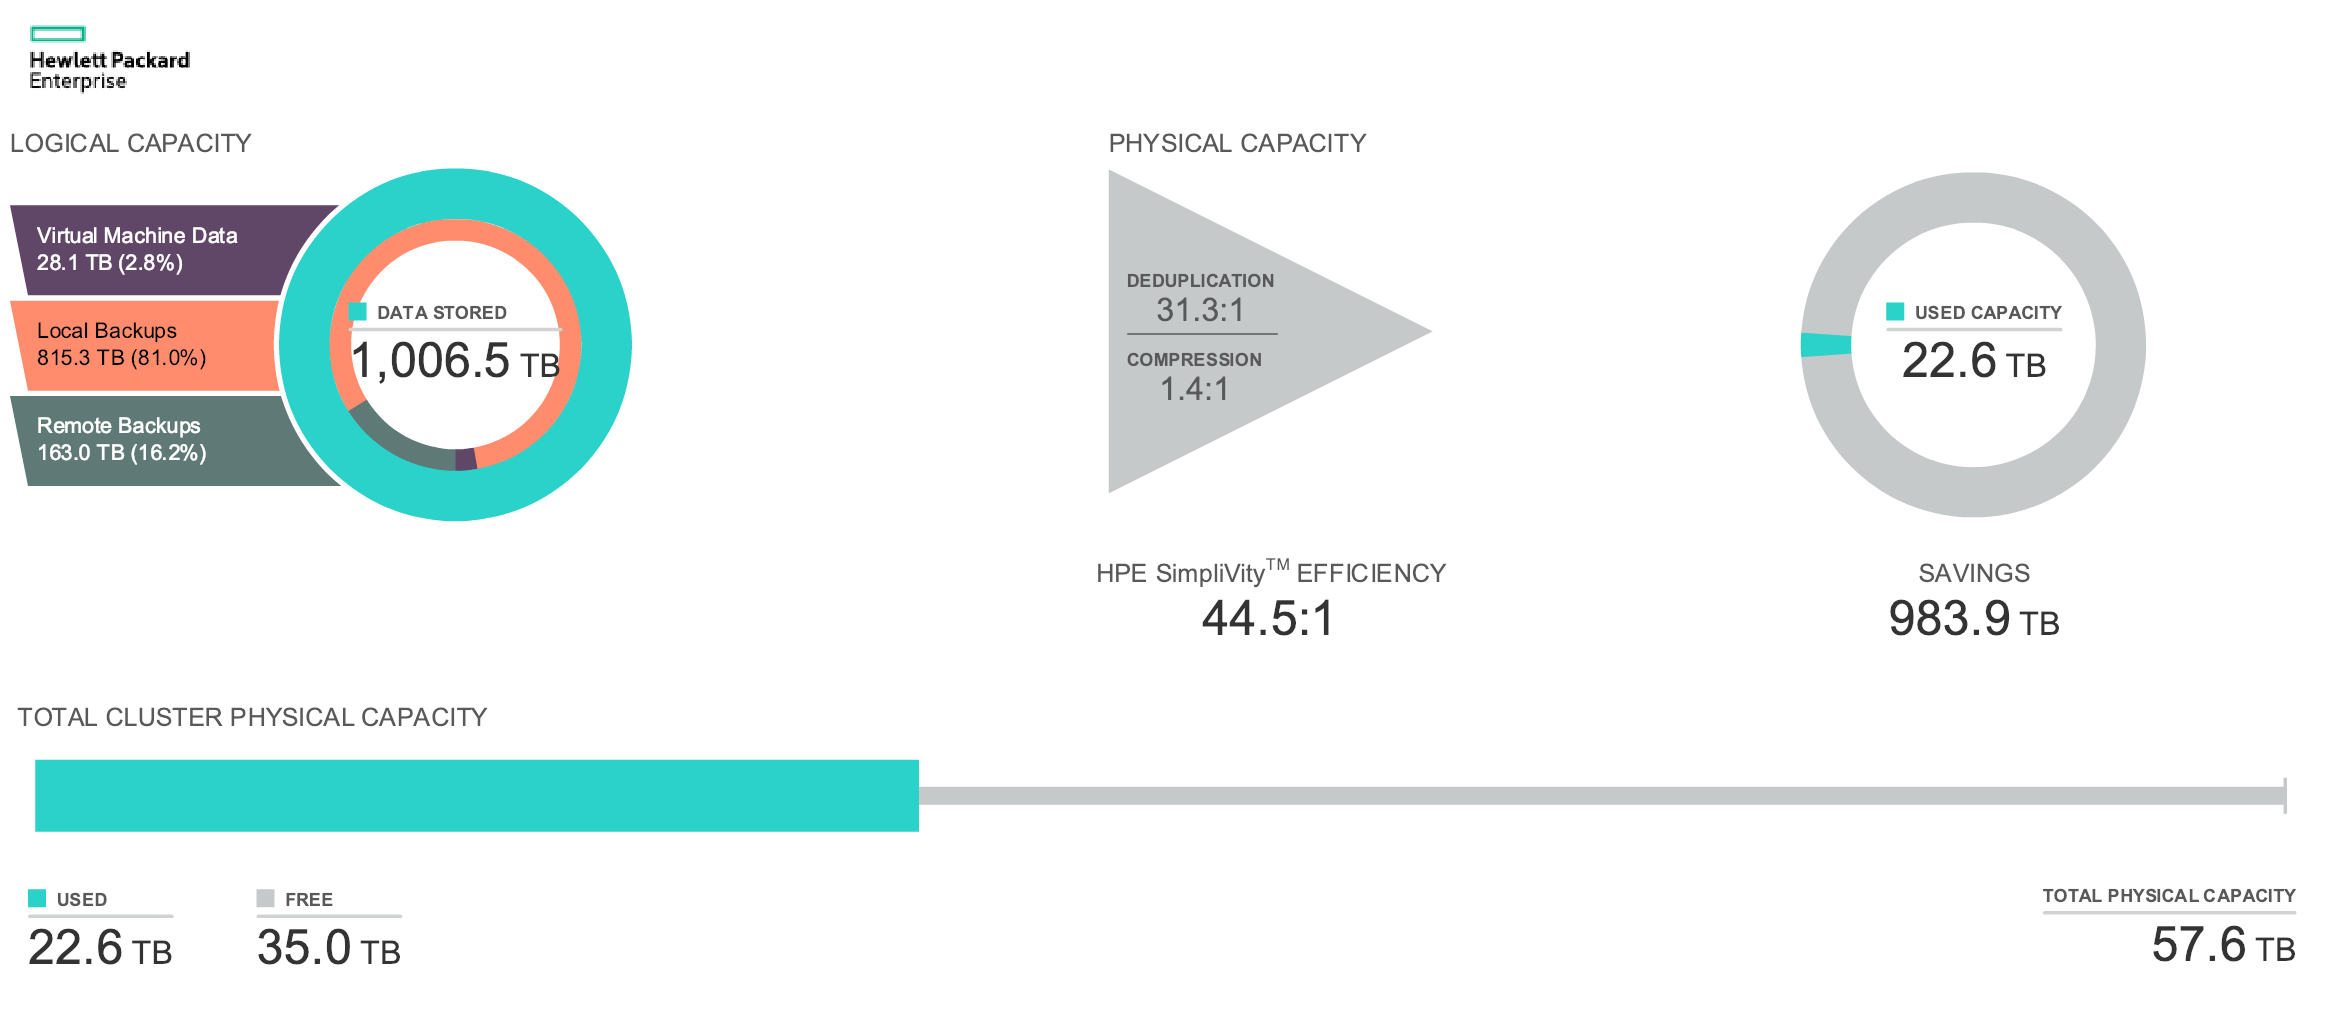 Hewlett Packard
Enterprise
LOGICAL CAPACITY
Virtual Machine Data
28.1 TB (2.8%)
Local Backups
815.3 TB (81.0%)
Remote Backups
163.0 TB (16.2%)
DATA STORED
1,006.5 TB
PHYSICAL CAPACITY
DEDUPLICATION
31.3:1
COMPRESSION
1.4:1
HPE SimpliVity™ EFFICIENCY
44.5:1
USED CAPACITY
22.6 TB
SAVINGS
983.9 TB
TOTAL CLUSTER PHYSICAL CAPACITY
USED
22.6 TB
FREE
35.0 TB
TOTAL PHYSICAL CAPACITY
57.6 TB